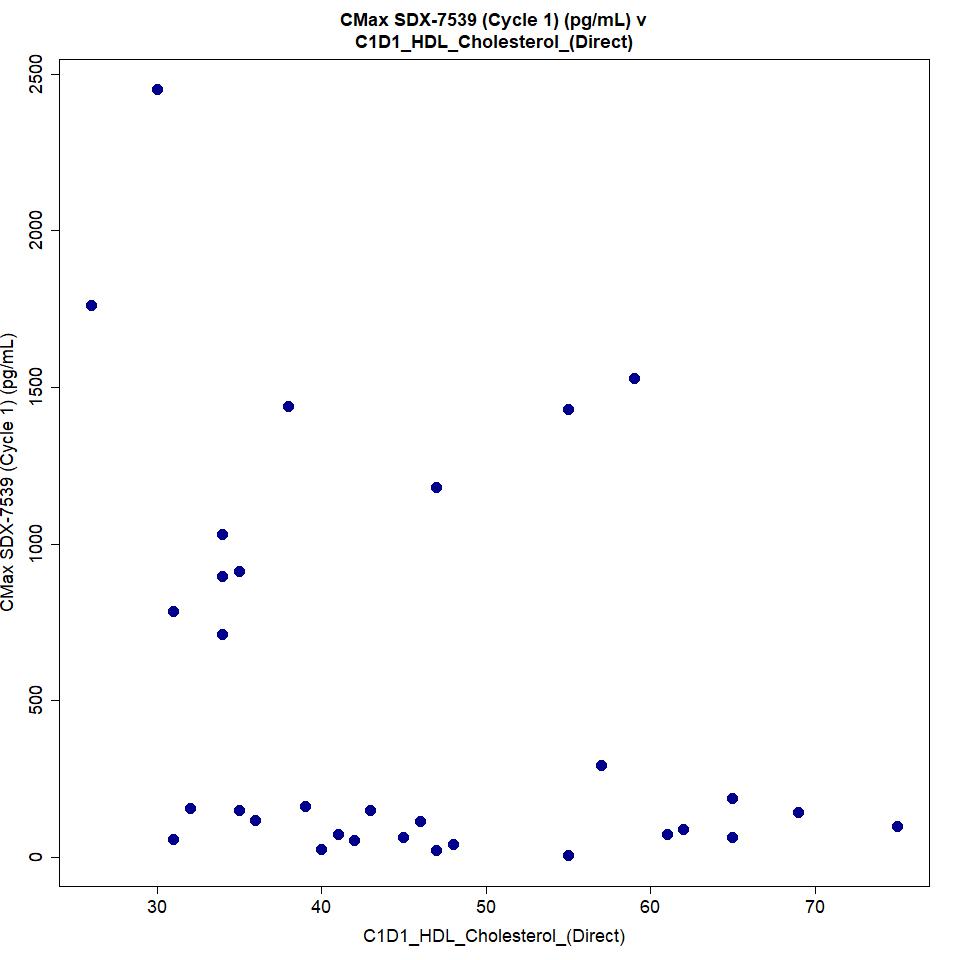 CMax SDX-7539 (Cycle 1) (pg/mL) v
C1D1_HDL_Cholesterol_(Direct)
CMax SDX-7539 (Cycle 1) (pg/mL)
2500
2000
1500
1000
500
0
30 40 50 60 70
C1D1_HDL_Cholesterol_(Direct)